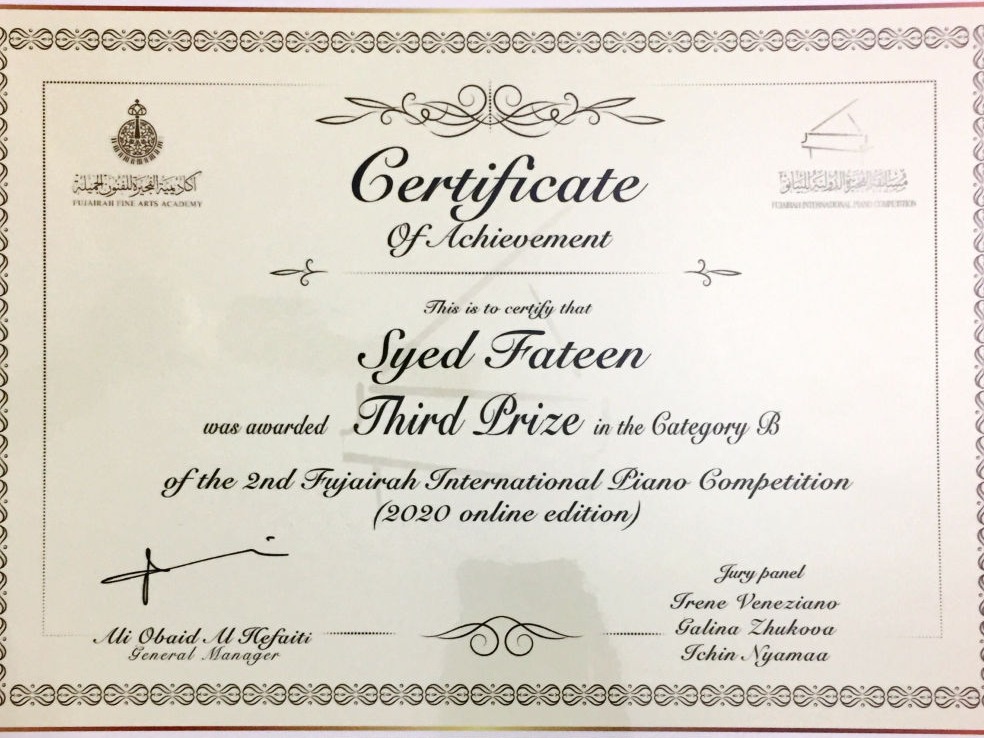 أكاديمية الفجيرة للفنون الجميلة
FUJAIRAH FINE ARTS ACADEMY
مسابقة الفجيرة الدولية للبيانو
FUJAIRAH INTERNATIONAL PIANO COMPETITION
Certificate
Of Achievement
This is to certify that
Syed Fateen
was awarded Third Prize in the Category B
of the 2nd Fujairah International Piano Competition
(2020 online edition)
Ali Obaid Al Hefaiti
General Manager
Jury panel
Irene Veneziano
Galina Zhukova
Ichin Nyamaa